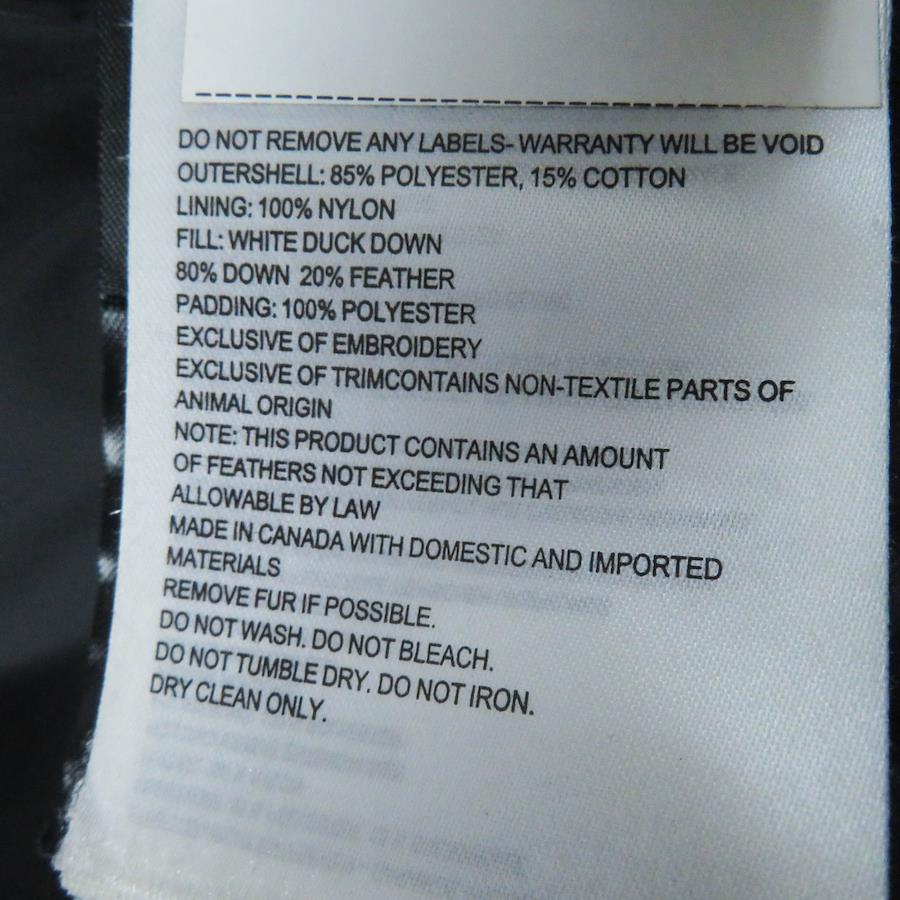 DO NOT REMOVE ANY LABELS- WARRANTY WILL BE VOID
OUTERSHELL: 85% POLYESTER, 15% COTTON
LINING: 100% NYLON
FILL: WHITE DUCK DOWN
80% DOWN 20% FEATHER
PADDING: 100% POLYESTER
EXCLUSIVE OF EMBROIDERY
EXCLUSIVE OF TRIMCONTAINS NON-TEXTILE PARTS OF
ANIMAL ORIGIN
NOTE: THIS PRODUCT CONTAINS AN AMOUNT
OF FEATHERS NOT EXCEEDING THAT
ALLOWABLE BY LAW
MADE IN CANADA WITH DOMESTIC AND IMPORTED
MATERIALS
REMOVE FUR IF POSSIBLE.
DO NOT WASH. DO NOT BLEACH.
DO NOT TUMBLE DRY. DO NOT IRON.
DRY CLEAN ONLY.